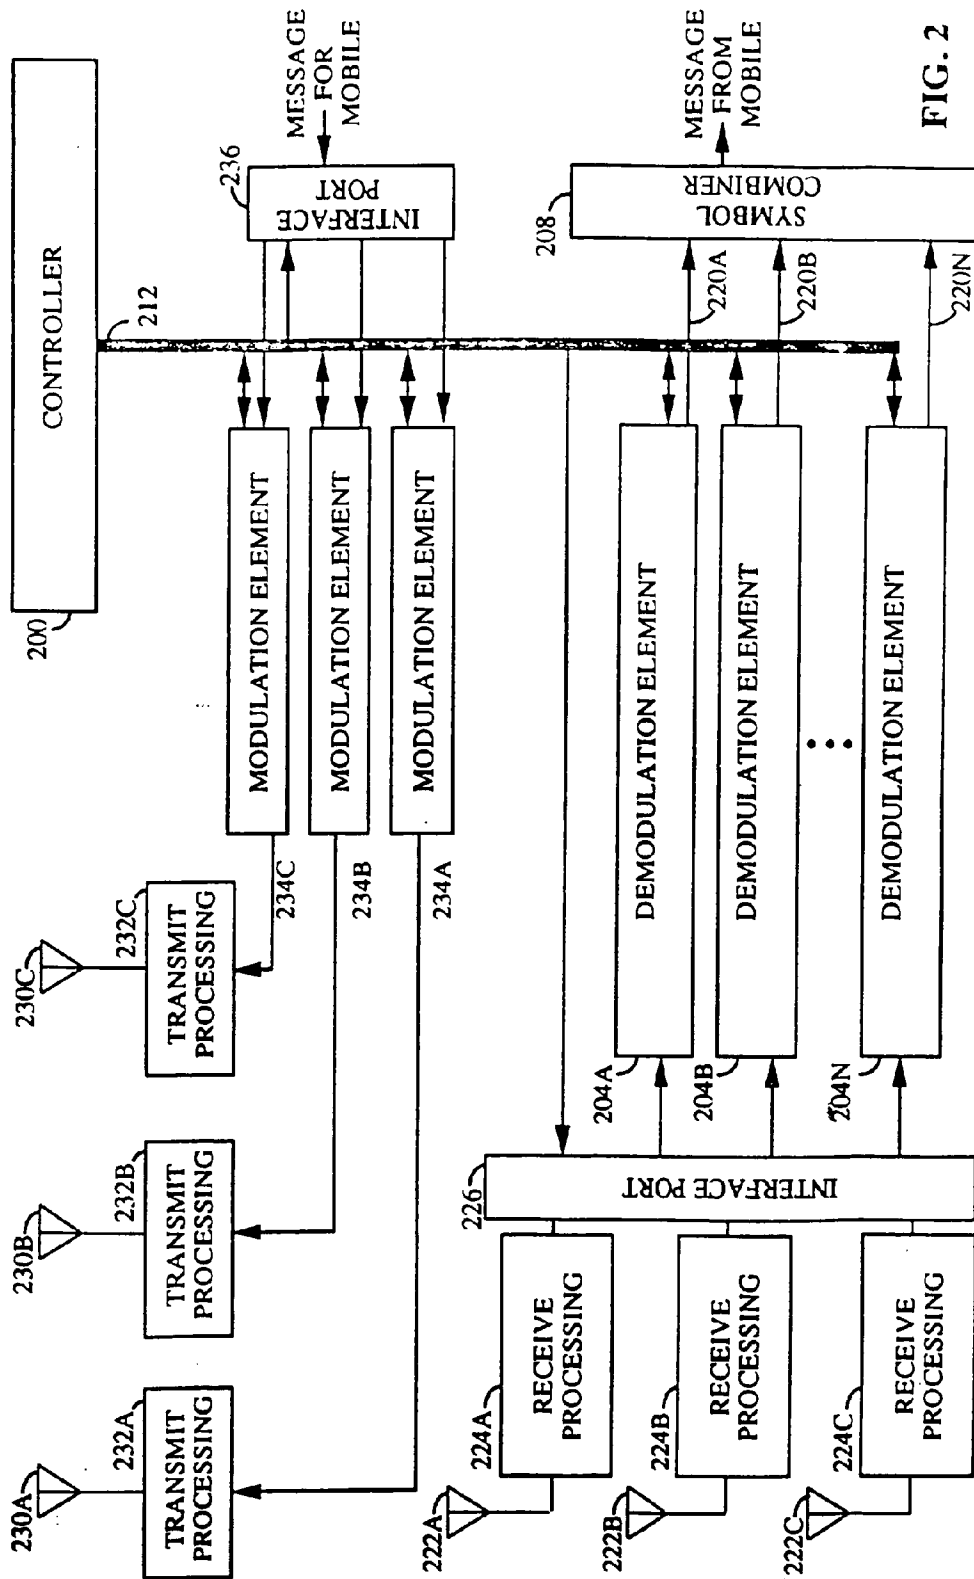 CONTROLLER
200
212
MESSAGE
FOR
MOBILE
236
INTERFACE
PORT
MODULATION ELEMENT
234C
MODULATION ELEMENT
234B
MODULATION ELEMENT
234A
230C
232C
TRANSMIT
PROCESSING
230B
232B
TRANSMIT
PROCESSING
230A
232A
TRANSMIT
PROCESSING
MESSAGE
FROM
MOBILE
208
SYMBOL
COMBINER
220A
220B
220N
DEMODULATION ELEMENT
204A
DEMODULATION ELEMENT
204B
DEMODULATION ELEMENT
204N
226
INTERFACE PORT
222A
224A
RECEIVE
PROCESSING
222B
224B
RECEIVE
PROCESSING
222C
224C
RECEIVE
PROCESSING
FIG. 2